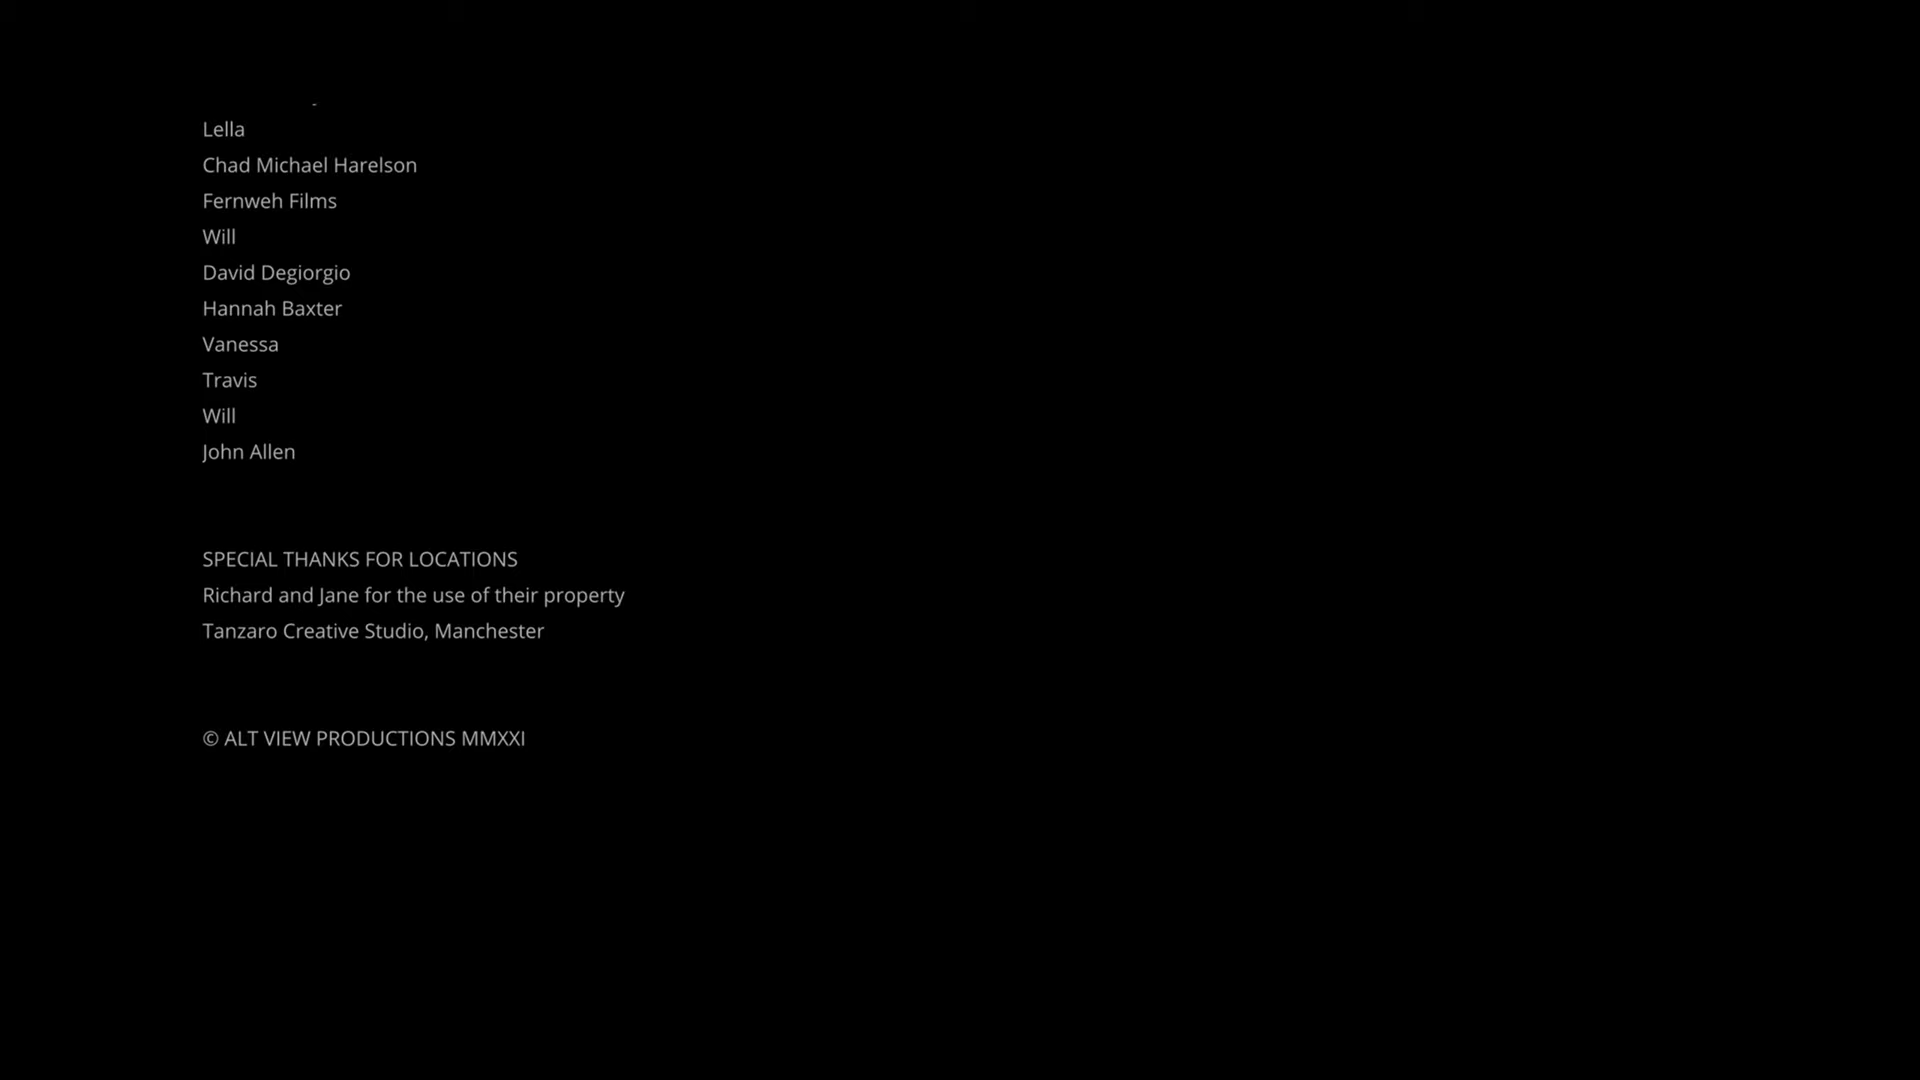 Lella
Chad Michael Harelson
Fernweh Films
Will
David Degiorgio
Hannah Baxter
Vanessa
Travis
Will
John Allen
SPECIAL THANKS FOR LOCATIONS
Richard and Jane for the use of their property
Tanzaro Creative Studio, Manchester
© ALT VIEW PRODUCTIONS MMXXI